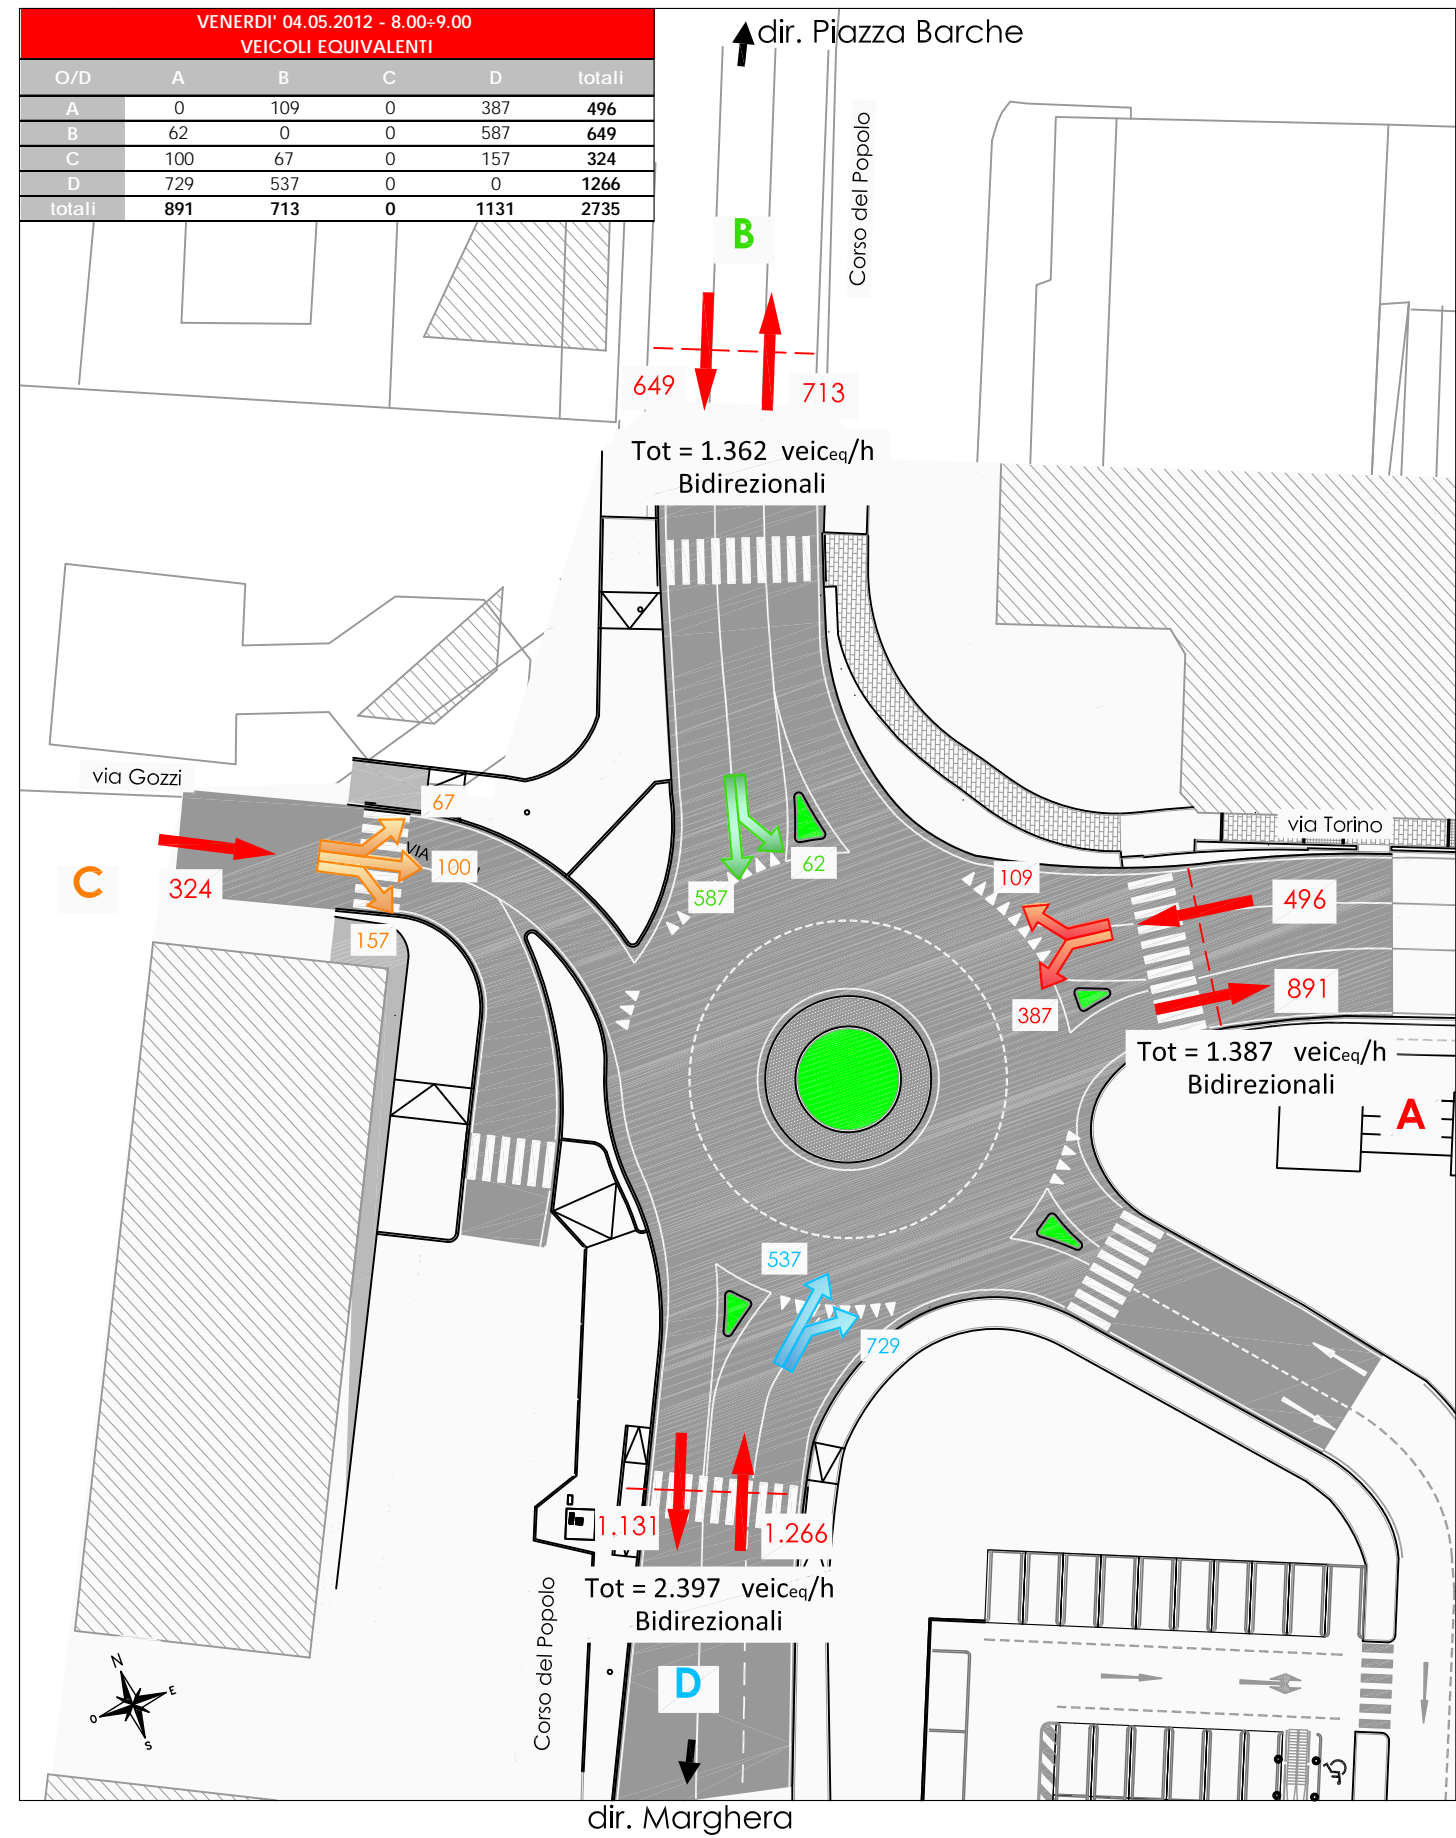 VENERDI' 04.05.2012 - 8.00÷9.00
VEICOLI EQUIVALENTI
O/D A B C D totali
A 0 109 0 387 496
B 62 0 0 587 649
C 100 67 0 157 324
D 729 537 0 0 1266
totali 891 713 0 1131 2735
dir. Piazza Barche
Corso del Popolo
B
649
713
Tot = 1.362 veiceq/h
Bidirezionali
via Gozzi
C
324
VIA
67
100
157
587
62
via Torino
109
387
496
891
Tot = 1.387 veiceq/h
Bidirezionali
A
537
729
1.131
1.266
Tot = 2.397 veiceq/h
Bidirezionali
Corso del Popolo
D
N
E
S
O
dir. Marghera